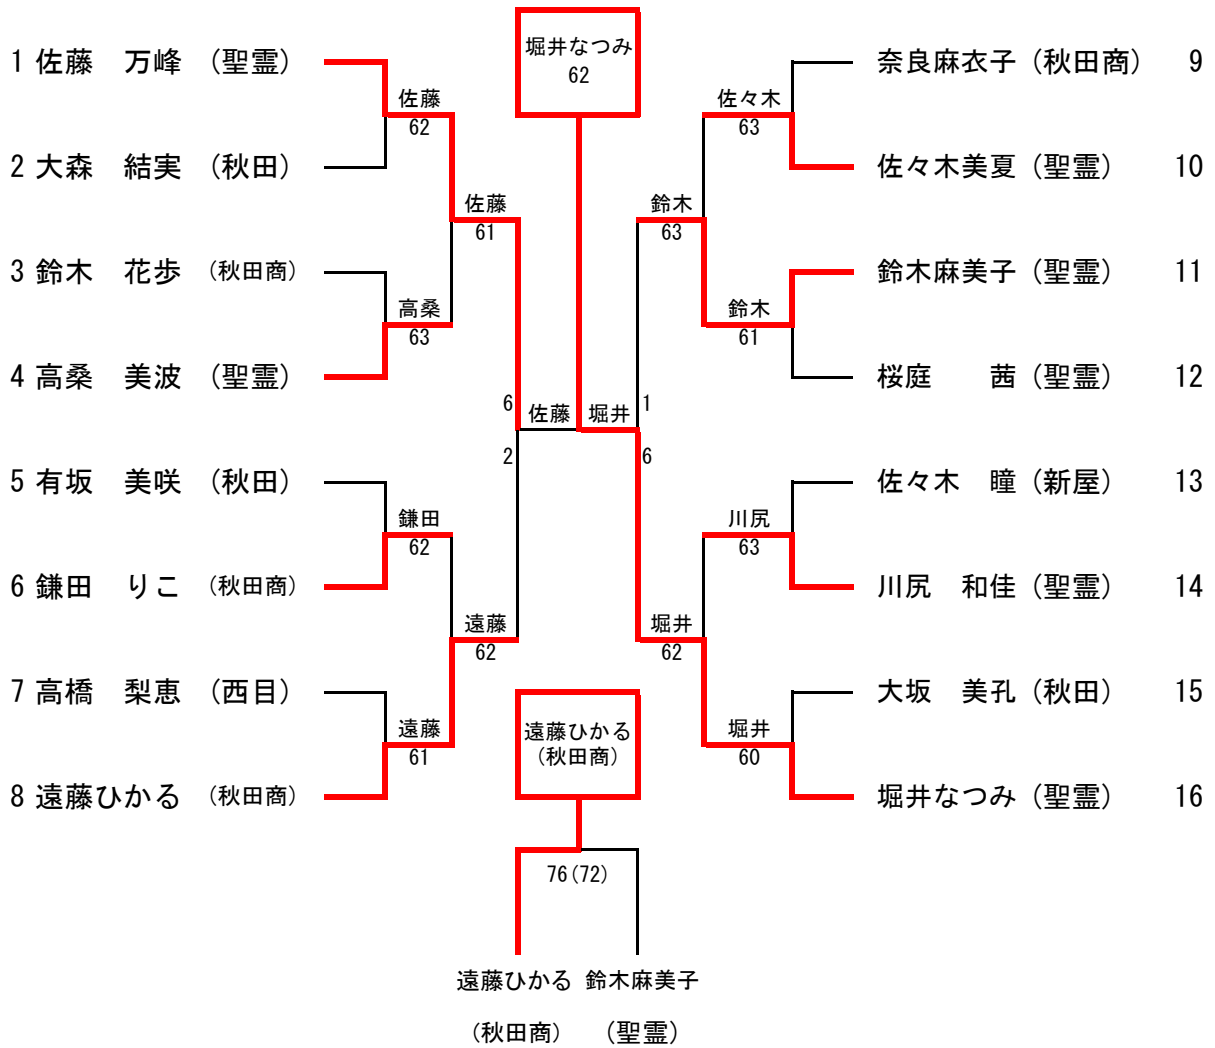 1 佐藤　万峰 (聖霊)
2 大森　結実 (秋田)
3 鈴木　花歩 (秋田商)
4 高桑　美波 (聖霊)
5 有坂　美咲 (秋田)
6 鎌田　りこ (秋田商)
7 高橋　梨恵 (西目)
8 遠藤ひかる (秋田商)
佐藤
62
高桑
63
鎌田
62
遠藤
61
佐藤
61
遠藤
62
6
2
佐藤
堀井なつみ
62
堀井
1
6
鈴木
63
堀井
62
佐々木
63
鈴木
61
川尻
63
堀井
60
奈良麻衣子 (秋田商) 9
佐々木美夏 (聖霊) 10
鈴木麻美子 (聖霊) 11
桜庭　　茜 (聖霊) 12
佐々木　瞳 (新屋) 13
川尻　和佳 (聖霊) 14
大坂　美孔 (秋田) 15
堀井なつみ (聖霊) 16
遠藤ひかる
(秋田商)
76(72)
遠藤ひかる 鈴木麻美子
(秋田商) (聖霊)